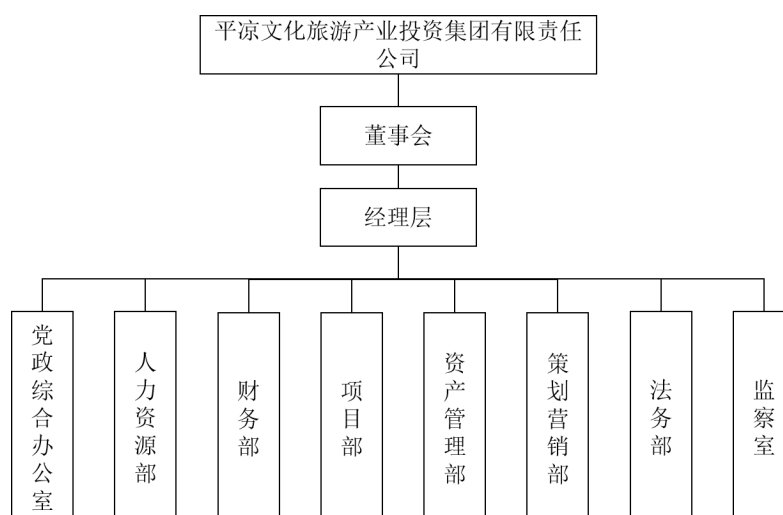 平凉文化旅游产业投资集团有限责任
公司
董事会
经理层
党政综合办公室
人力资源部
财务部
项目部
资产管理部
策划营销部
法务部
监察室